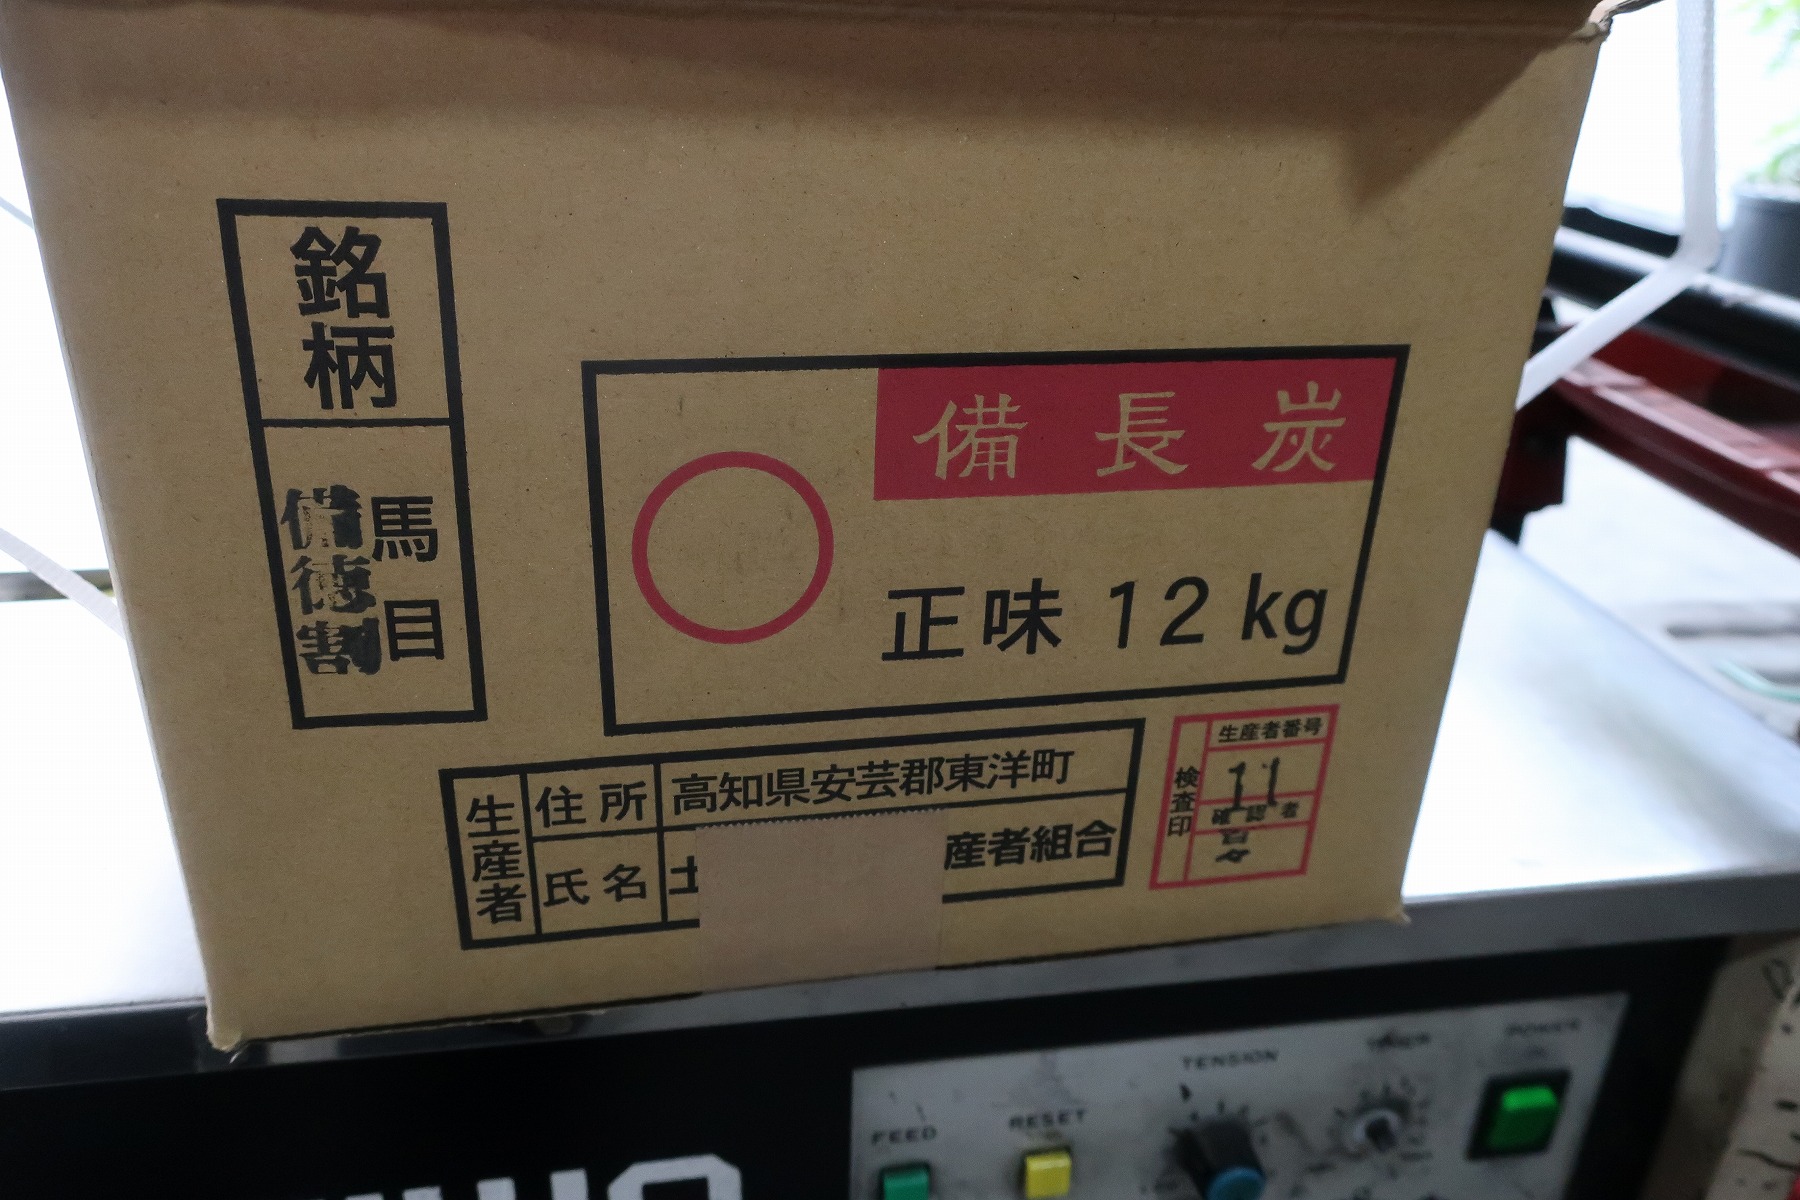 銘柄
馬目
備徳割
備長炭
正味 12 kg
生産者
住所
高知県安芸郡東洋町
氏名
土
産者組合
検査印
生産者番号
11
確認者
FEED
RESET
TENSION
POWER